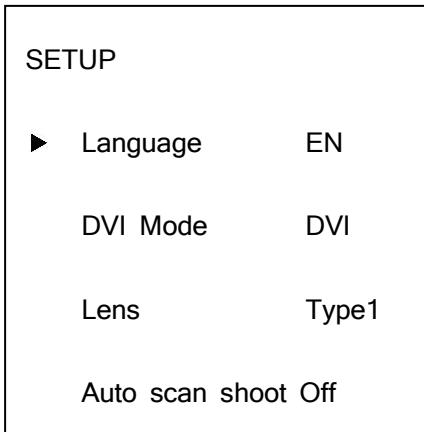 SETUP
▶ Language EN
DVI Mode DVI
Lens Type1
Auto scan shoot Off